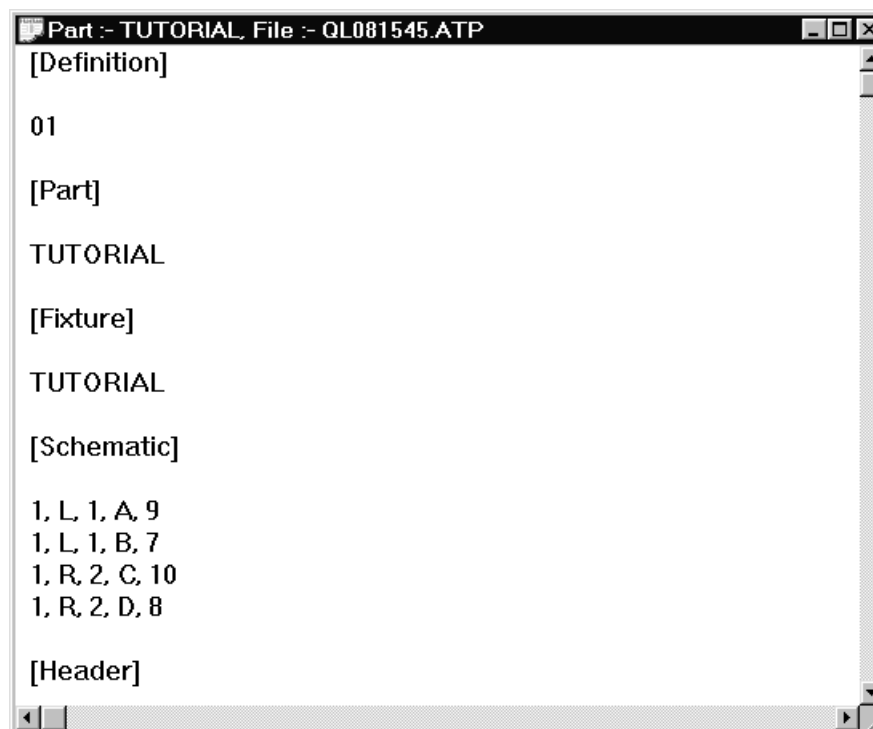 Part :- TUTORIAL, File :- QL081545.ATP
[Definition]
01
[Part]
TUTORIAL
[Fixture]
TUTORIAL
[Schematic]
1, L, 1, A, 9
1, L, 1, B, 7
1, R, 2, C, 10
1, R, 2, D, 8
[Header]